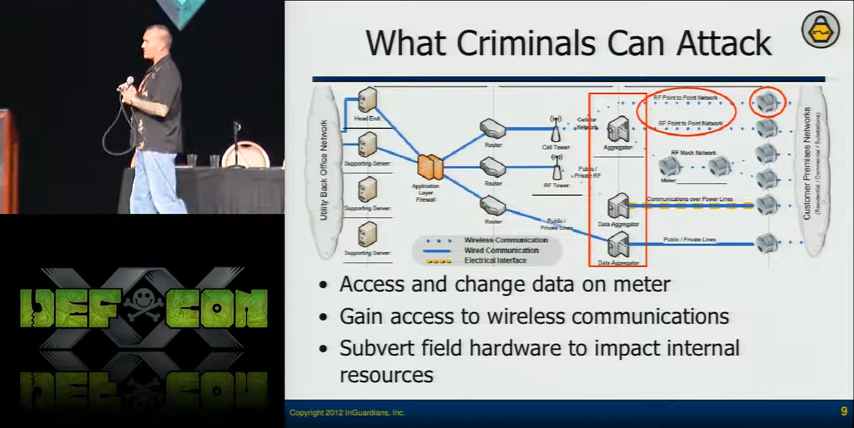 What Criminals Can Attack
Utility Back Office Network
Head End
Supporting Server
Supporting Server
Supporting Server
Application
Layer
Firewall
Router
Router
Router
Cellular
Network
Cell Tower
Public /
Private RF
RF Tower
Public /
Private Lines
Aggregator
Data Aggregator
Data Aggregator
RF Point to Point Network
RF Point to Point Network
RF Mesh Network
Meter
Communications over Power Lines
Public / Private Lines
Customer Premises Networks
(Residential / Commercial / Substations)
Wireless Communication
Wired Communication
Electrical Interface
• Access and change data on meter
• Gain access to wireless communications
• Subvert field hardware to impact internal
resources
DEF CON
XX
Copyright 2012 InGuardians, Inc.
9